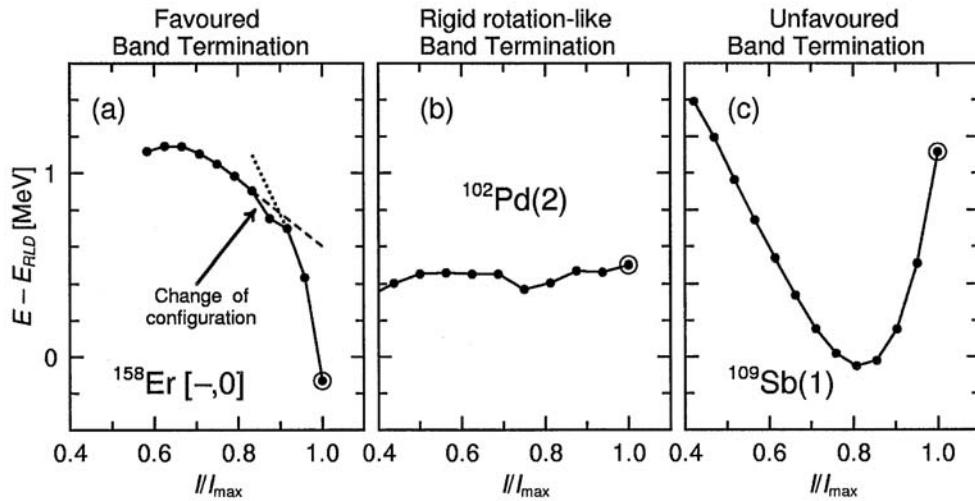 Favoured
Band Termination
Rigid rotation-like
Band Termination
Unfavoured
Band Termination
(a)
(b)
(c)
E – E_RLD [MeV]
1
0
Change of
configuration
¹⁵⁸Er [–,0]
¹⁰²Pd(2)
¹⁰⁹Sb(1)
0.4 0.6 0.8 1.0
0.4 0.6 0.8 1.0
0.4 0.6 0.8 1.0
I/I_max
I/I_max
I/I_max